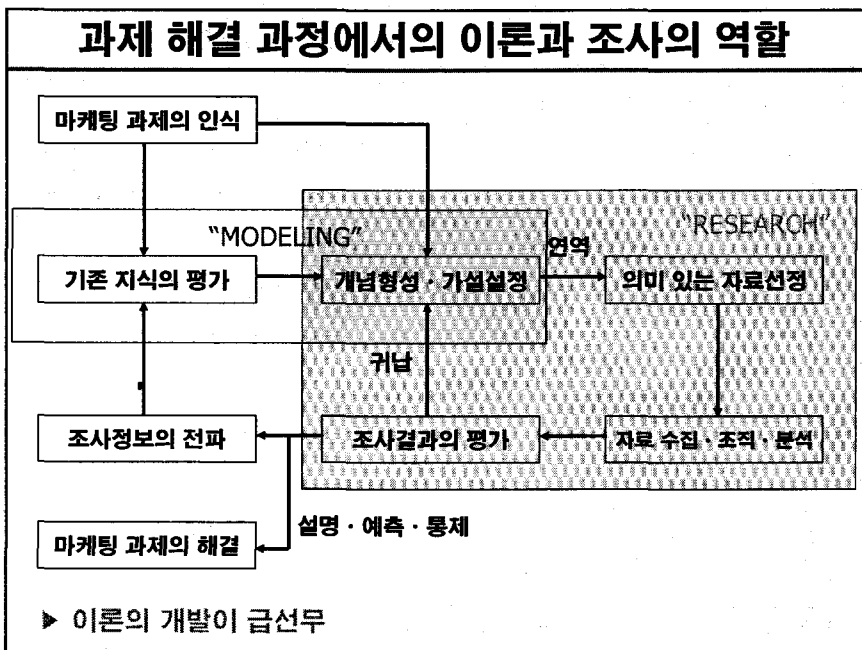 과제 해결 과정에서의 이론과 조사의 역할
마케팅 과제의 인식
"MODELING"
"RESEARCH"
연역
기존 지식의 평가
개념형성 · 가설설정
의미 있는 자료선정
귀납
조사정보의 전파
조사결과의 평가
자료 수집 · 조직 · 분석
설명 · 예측 · 통제
마케팅 과제의 해결
▶ 이론의 개발이 급선무